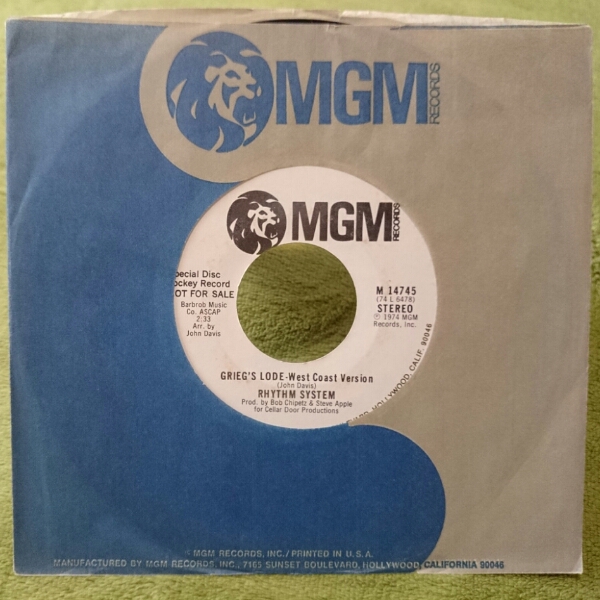 MGM
RECORDS
MGM
RECORDS
pecial Disc
ockey Record
OT FOR SALE
Barbrob Music
Co. ASCAP
2:33
Arr. by
John Davis
M 14745
(74 L 6478)
STEREO
℗ 1974 MGM
Records, Inc.
GRIEG'S LODE-West Coast Version
(John Davis)
RHYTHM SYSTEM
Prod. by Bob Chipetz & Steve Apple
for Cellar Door Productions
HOLLYWOOD, CALIF. 90046
© MGM RECORDS, INC./PRINTED IN U.S.A.
MANUFACTURED BY MGM RECORDS, INC., 7165 SUNSET BOULEVARD, HOLLYWOOD, CALIFORNIA 90046